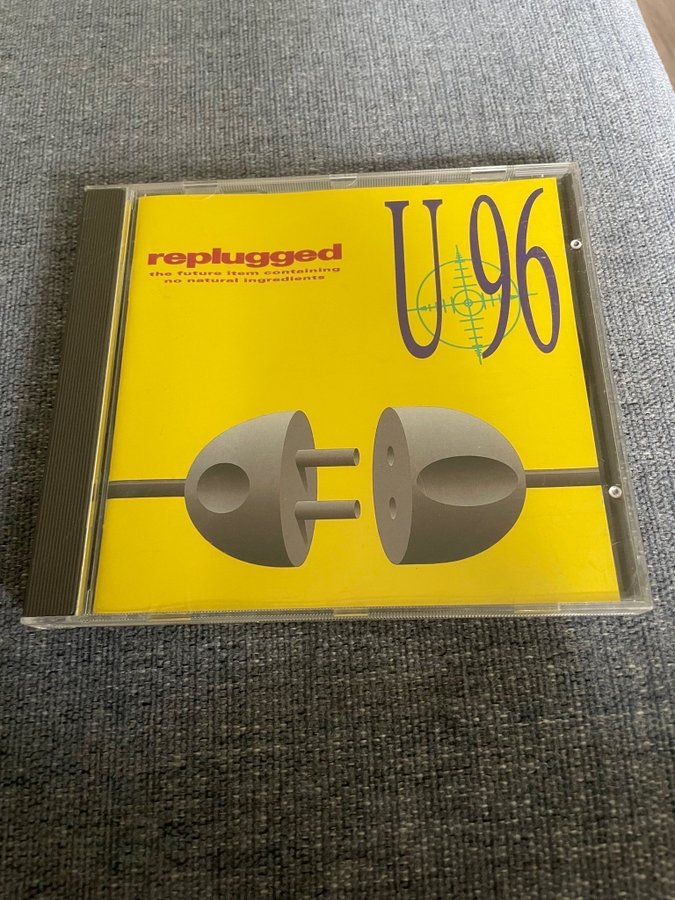 replugged
the future item containing
no natural ingredients
U96